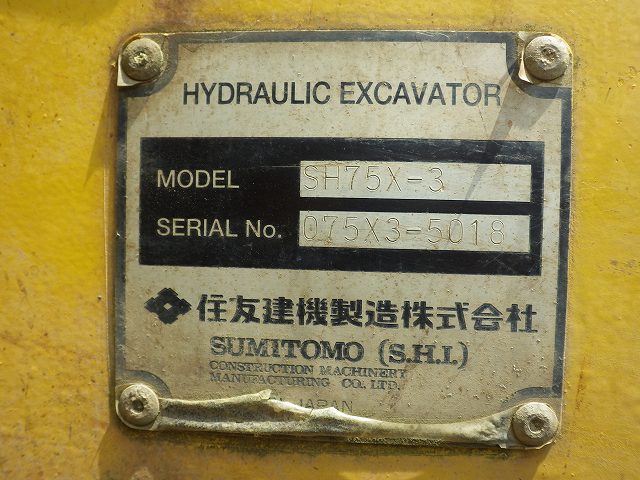 HYDRAULIC EXCAVATOR
MODEL SH75X-3
SERIAL No. 075X3-5018
住友建機製造株式会社
SUMITOMO (S.H.I.)
CONSTRUCTION MACHINERY
MANUFACTURING CO. LTD.
JAPAN